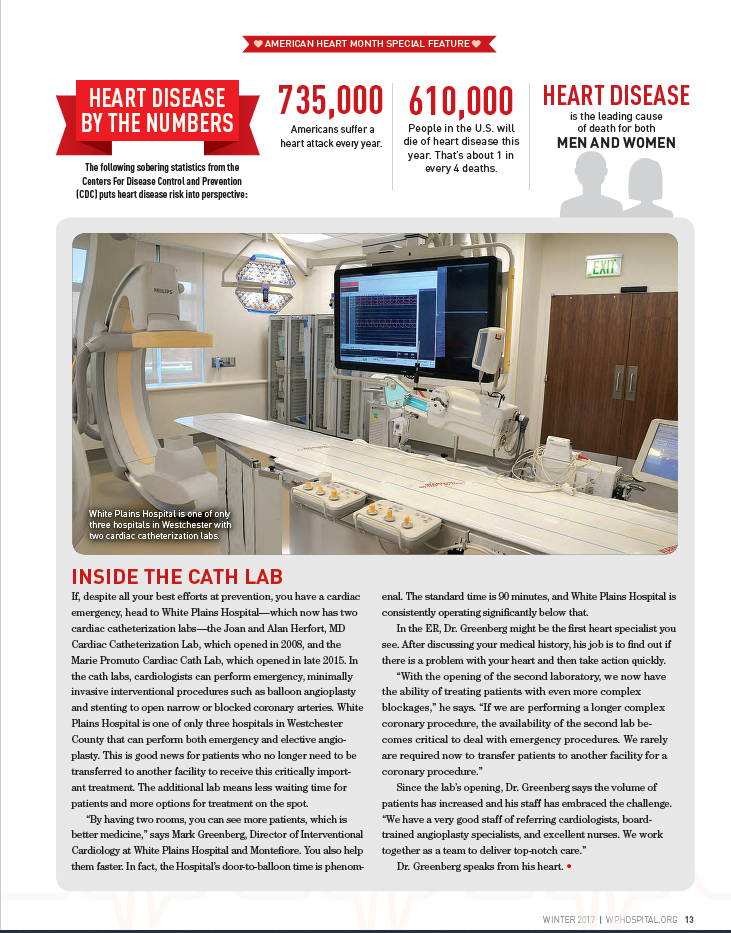 AMERICAN HEART MONTH SPECIAL FEATURE
HEART DISEASE
BY THE NUMBERS
The following sobering statistics from the
Centers For Disease Control and Prevention
(CDC) puts heart disease risk into perspective:
735,000
Americans suffer a
heart attack every year.
610,000
People in the U.S. will
die of heart disease this
year. That's about 1 in
every 4 deaths.
HEART DISEASE
is the leading cause
of death for both
MEN AND WOMEN
PHILIPS
EXIT
White Plains Hospital is one of only
three hospitals in Westchester with
two cardiac catheterization labs.
INSIDE THE CATH LAB
If, despite all your best efforts at prevention, you have a cardiac
emergency, head to White Plains Hospital—which now has two
cardiac catheterization labs—the Joan and Alan Herfort, MD
Cardiac Catheterization Lab, which opened in 2008, and the
Marie Promuto Cardiac Cath Lab, which opened in late 2015. In
the cath labs, cardiologists can perform emergency, minimally
invasive interventional procedures such as balloon angioplasty
and stenting to open narrow or blocked coronary arteries. White
Plains Hospital is one of only three hospitals in Westchester
County that can perform both emergency and elective angio-
plasty. This is good news for patients who no longer need to be
transferred to another facility to receive this critically import-
ant treatment. The additional lab means less waiting time for
patients and more options for treatment on the spot.
"By having two rooms, you can see more patients, which is
better medicine," says Mark Greenberg, Director of Interventional
Cardiology at White Plains Hospital and Montefiore. You also help
them faster. In fact, the Hospital's door-to-balloon time is phenom-
enal. The standard time is 90 minutes, and White Plains Hospital is
consistently operating significantly below that.
In the ER, Dr. Greenberg might be the first heart specialist you
see. After discussing your medical history, his job is to find out if
there is a problem with your heart and then take action quickly.
"With the opening of the second laboratory, we now have
the ability of treating patients with even more complex
blockages," he says. "If we are performing a longer complex
coronary procedure, the availability of the second lab be-
comes critical to deal with emergency procedures. We rarely
are required now to transfer patients to another facility for a
coronary procedure."
Since the lab's opening, Dr. Greenberg says the volume of
patients has increased and his staff has embraced the challenge.
"We have a very good staff of referring cardiologists, board-
trained angioplasty specialists, and excellent nurses. We work
together as a team to deliver top-notch care."
Dr. Greenberg speaks from his heart. •
WINTER 2017 | WPHOSPITAL.ORG 13